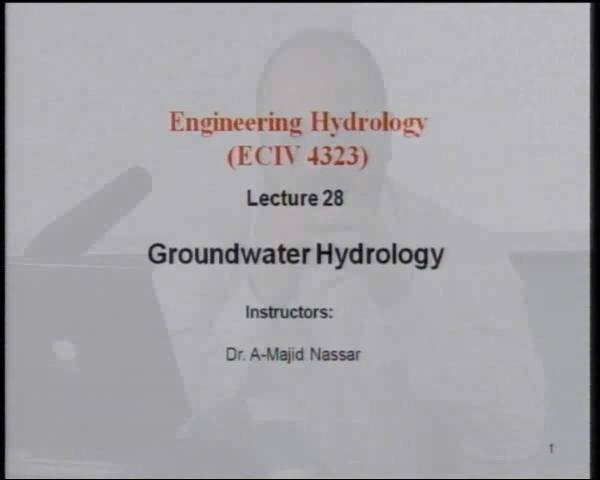 Engineering Hydrology
(ECIV 4323)
Lecture 28
Groundwater Hydrology
Instructors:
Dr. A-Majid Nassar
1